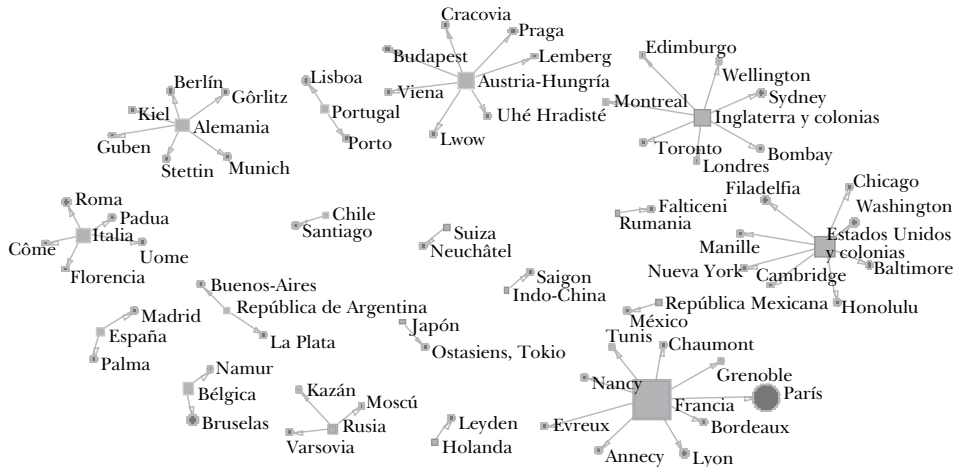 Cracovia
Praga
Budapest
Lemberg
Viena
Austria-Hungría
Uhé Hradisté
Lwow
Edimburgo
Wellington
Montreal
Sydney
Inglaterra y colonias
Toronto
Bombay
Londres
Berlín
Gôrlitz
Kiel
Alemania
Guben
Stettin
Munich
Lisboa
Portugal
Porto
Roma
Padua
Côme
Italia
Uome
Florencia
Chile
Santiago
Suiza
Neuchâtel
Falticeni
Rumania
Filadelfia
Chicago
Washington
Manille
Estados Unidos
y colonias
Nueva York
Cambridge
Baltimore
Honolulu
Saigon
Indo-China
República Mexicana
México
Buenos-Aires
República de Argentina
La Plata
Japón
Ostasiens, Tokio
Madrid
España
Palma
Namur
Bélgica
Bruselas
Kazán
Moscú
Rusia
Varsovia
Leyden
Holanda
Tunis
Chaumont
Nancy
Grenoble
Francia
París
Evreux
Bordeaux
Annecy
Lyon